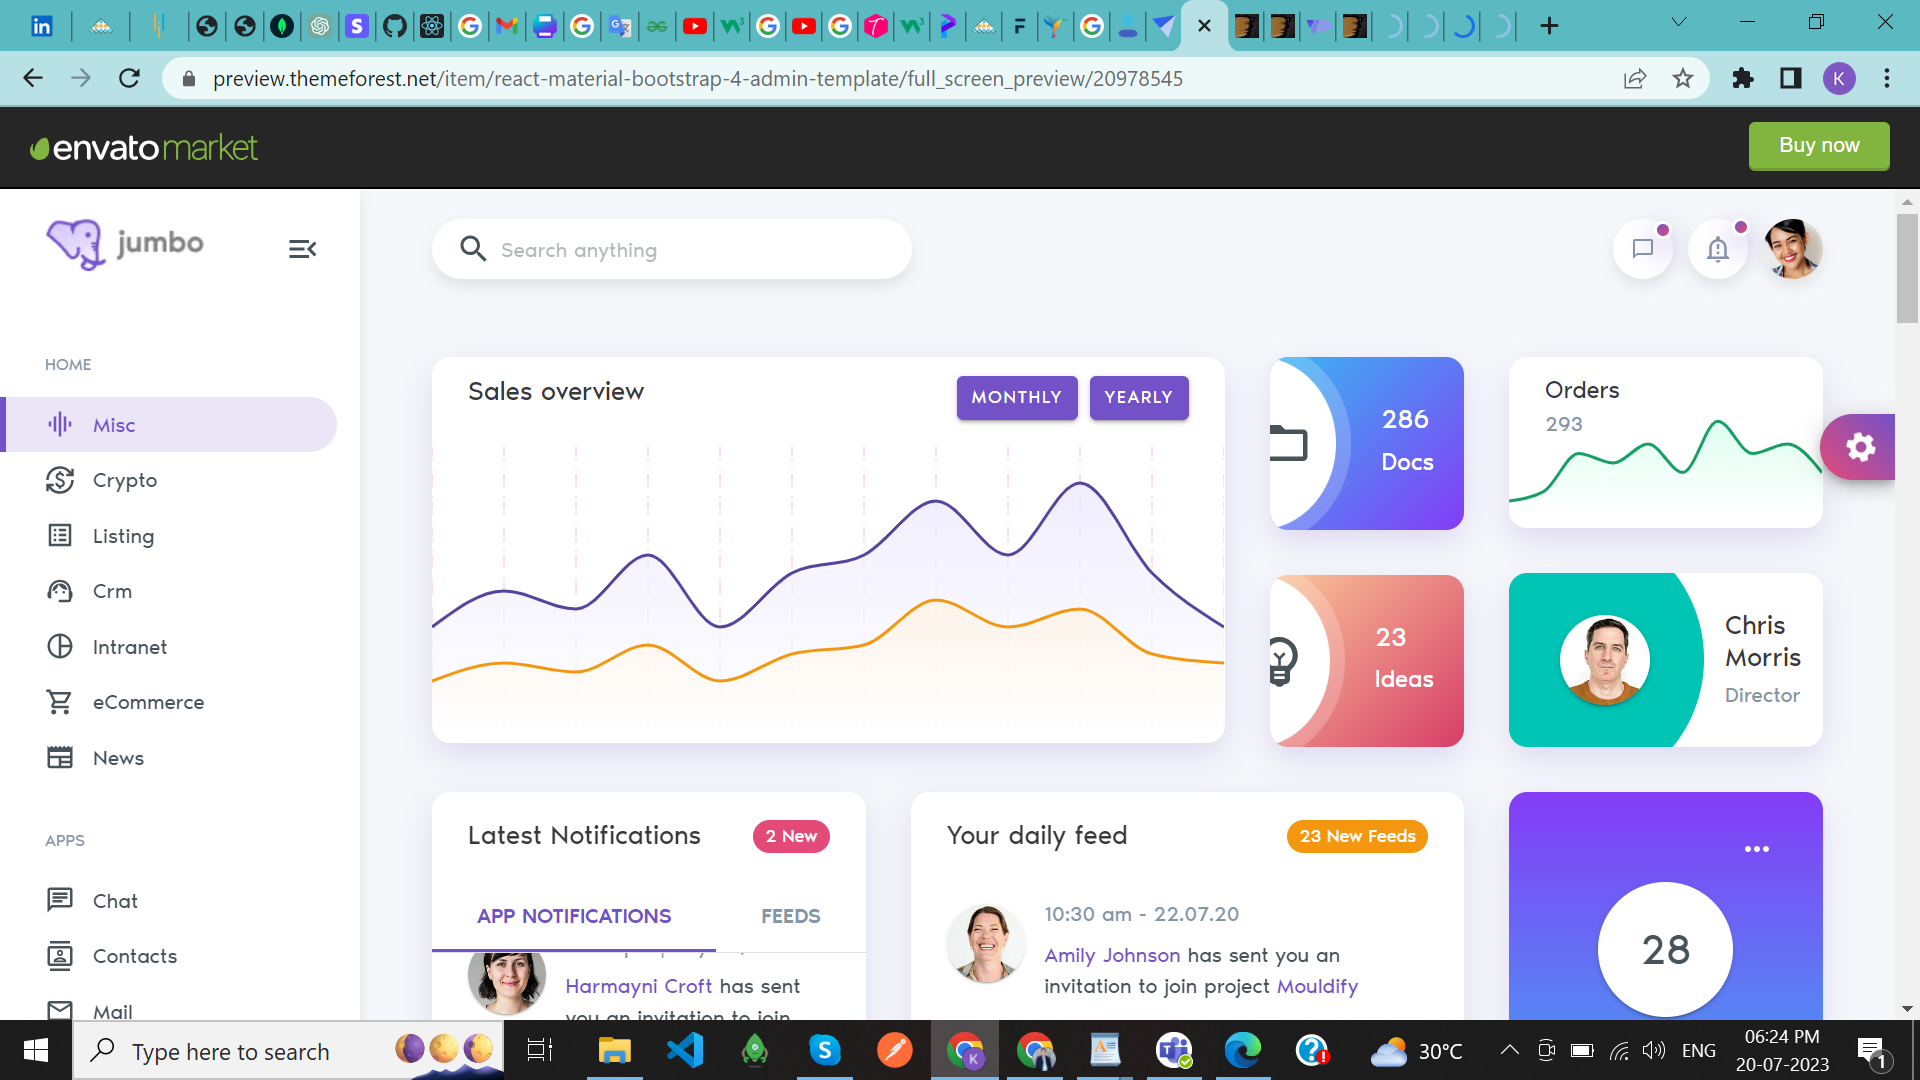 preview.themeforest.net/item/react-material-bootstrap-4-admin-template/full_screen_preview/20978545
K
envato market
Buy now
jumbo
Search anything
HOME
Misc
Crypto
Listing
Crm
Intranet
eCommerce
News
APPS
Chat
Contacts
Mail
Sales overview
MONTHLY
YEARLY
286
Docs
Orders
293
23
Ideas
Chris
Morris
Director
Latest Notifications
2 New
APP NOTIFICATIONS
FEEDS
Harmayni Croft has sent
you an invitation to join
Your daily feed
23 New Feeds
10:30 am - 22.07.20
Amily Johnson has sent you an
invitation to join project Mouldify
28
Type here to search
30°C
ENG
06:24 PM
20-07-2023
1